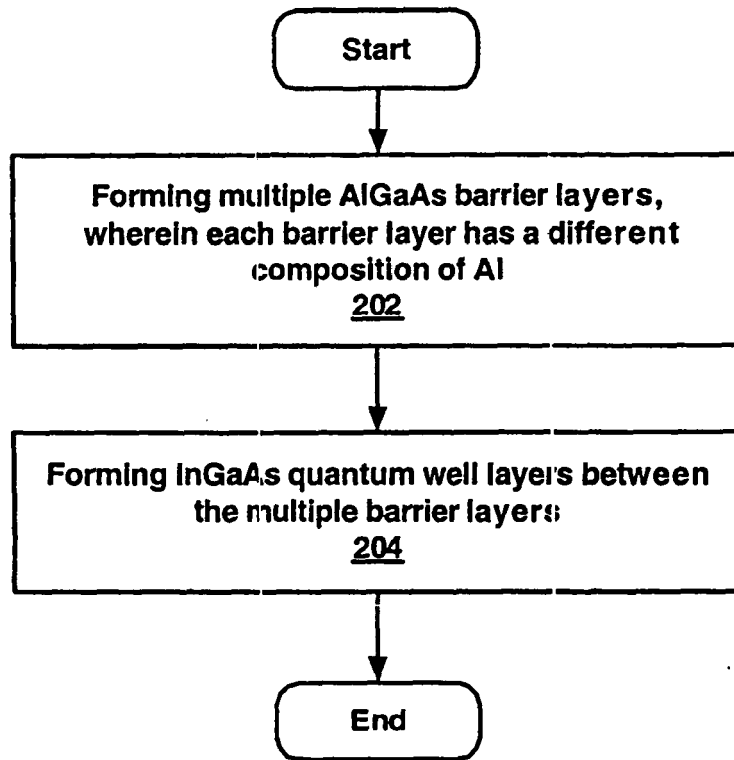 Start
Forming multiple AlGaAs barrier layers,
wherein each barrier layer has a different
composition of Al
202
Forming InGaAs quantum well layers between
the multiple barrier layers
204
End